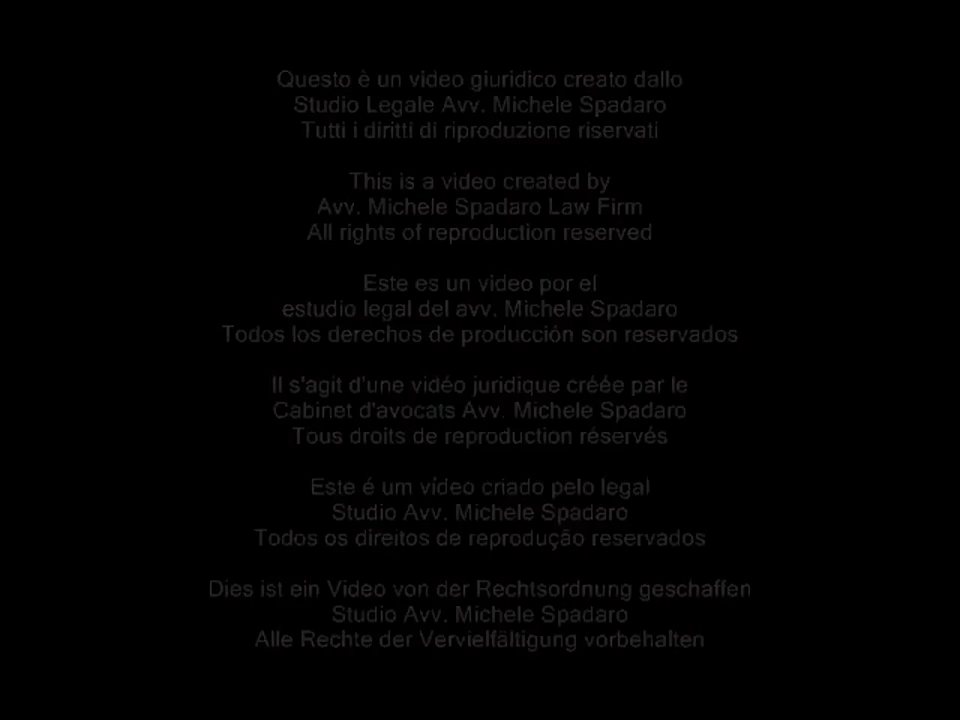 Questo è un video giuridico creato dallo
Studio Legale Avv. Michele Spadaro
Tutti i diritti di riproduzione riservati
This is a video created by
Avv. Michele Spadaro Law Firm
All rights of reproduction reserved
Este es un video por el
estudio legal del avv. Michele Spadaro
Todos los derechos de producción son reservados
Il s'agit d'une vidéo juridique créée par le
Cabinet d'avocats Avv. Michele Spadaro
Tous droits de reproduction réservés
Este é um vídeo criado pelo legal
Studio Avv. Michele Spadaro
Todos os direitos de reprodução reservados
Dies ist ein Video von der Rechtsordnung geschaffen
Studio Avv. Michele Spadaro
Alle Rechte der Vervielfältigung vorbehalten